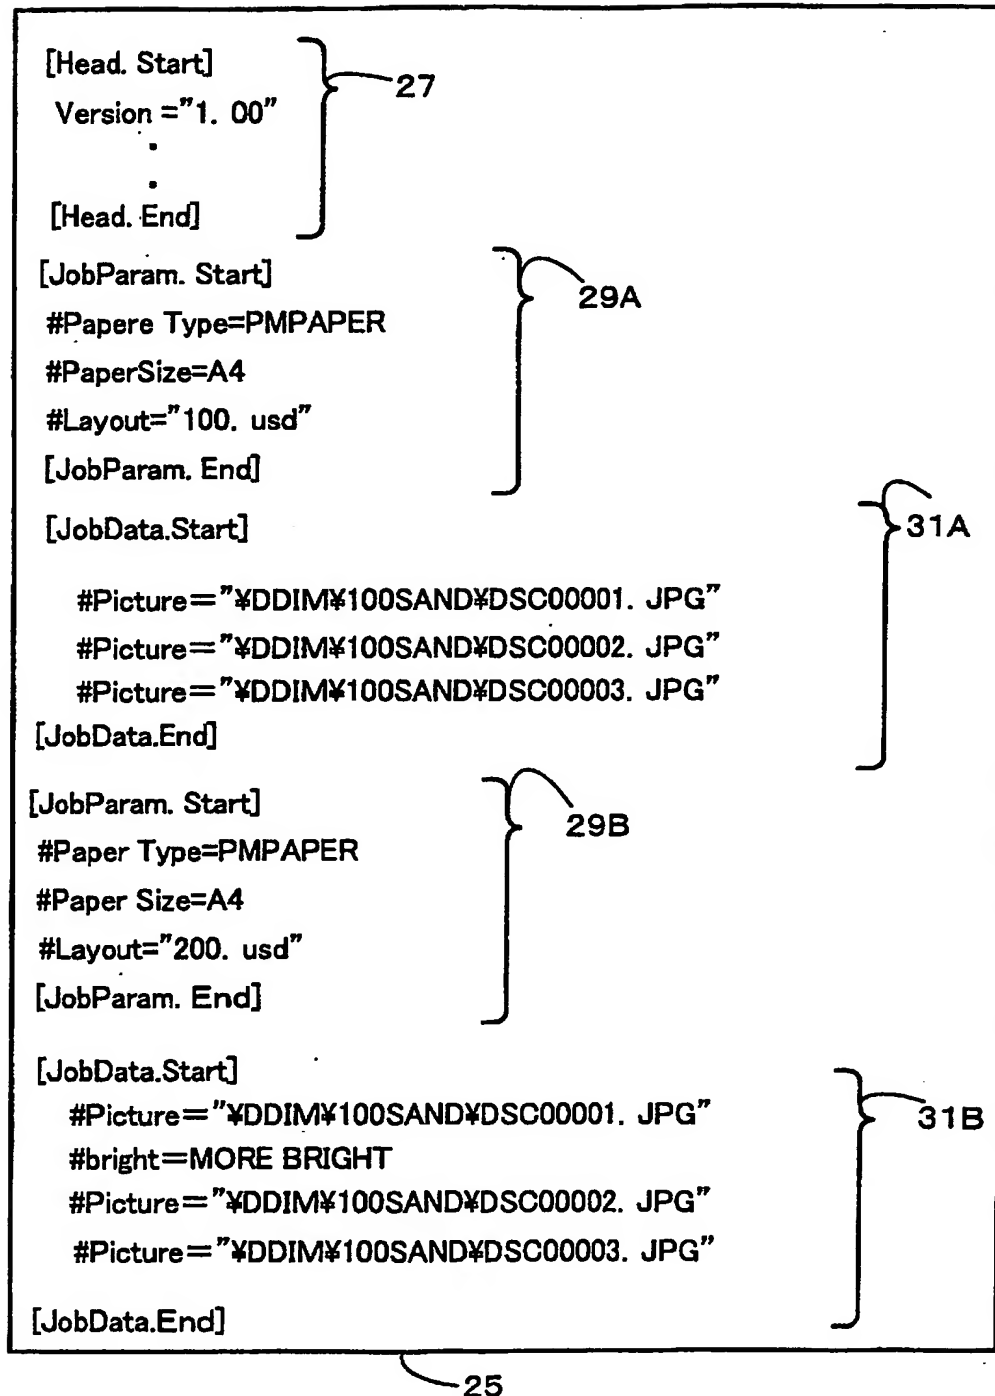 [Head. Start]
27
Version ="1. 00"
.
.
[Head. End]
[JobParam. Start]
29A
#Papere Type=PMPAPER
#PaperSize=A4
#Layout="100. usd"
[JobParam. End]
[JobData.Start]
31A
#Picture="¥DDIM¥100SAND¥DSC00001. JPG"
#Picture="¥DDIM¥100SAND¥DSC00002. JPG"
#Picture="¥DDIM¥100SAND¥DSC00003. JPG"
[JobData.End]
[JobParam. Start]
29B
#Paper Type=PMPAPER
#Paper Size=A4
#Layout="200. usd"
[JobParam. End]
[JobData.Start]
31B
#Picture="¥DDIM¥100SAND¥DSC00001. JPG"
#bright=MORE BRIGHT
#Picture="¥DDIM¥100SAND¥DSC00002. JPG"
#Picture="¥DDIM¥100SAND¥DSC00003. JPG"
[JobData.End]
25